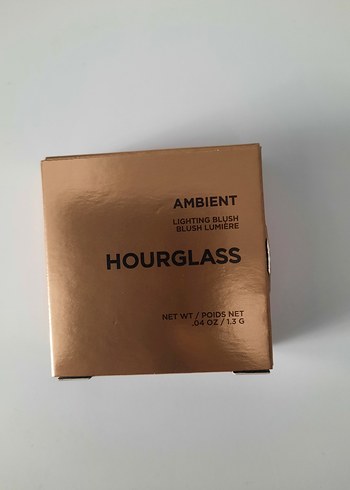 AMBIENT
LIGHTING BLUSH
BLUSH LUMIÈRE
HOURGLASS
NET WT / POIDS NET
.04 OZ / 1.3 G